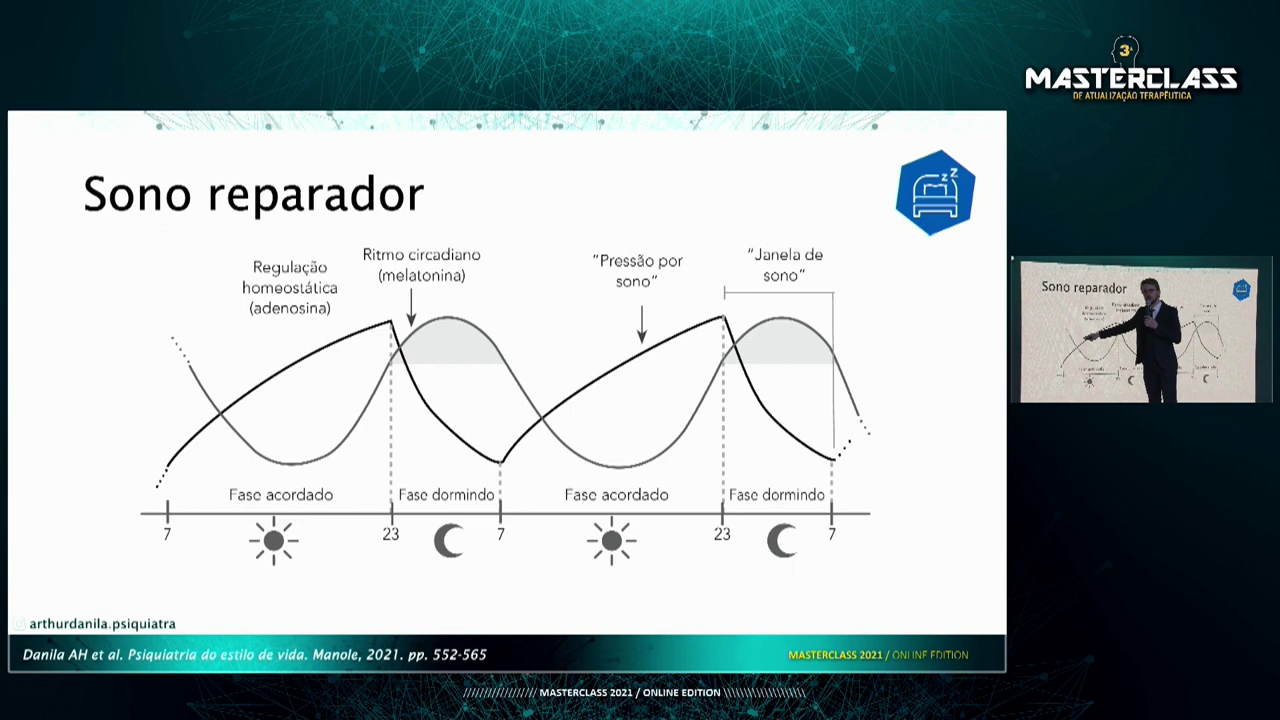 3ª
MASTERCLASS
DE ATUALIZAÇÃO TERAPÊUTICA
Sono reparador
zz
Regulação
homeostática
(adenosina)
Ritmo circadiano
(melatonina)
“Pressão por
sono”
“Janela de
sono”
Fase acordado
Fase dormindo
Fase acordado
Fase dormindo
7
23
7
23
7
arthurdanila.psiquiatra
Danila AH et al. Psiquiatria do estilo de vida. Manole, 2021. pp. 552-565
MASTERCLASS 2021 / ONLINE EDITION
Sono reparador
////////////////// MASTERCLASS 2021 / ONLINE EDITION \\\\\\\\\\\\\\\\\\